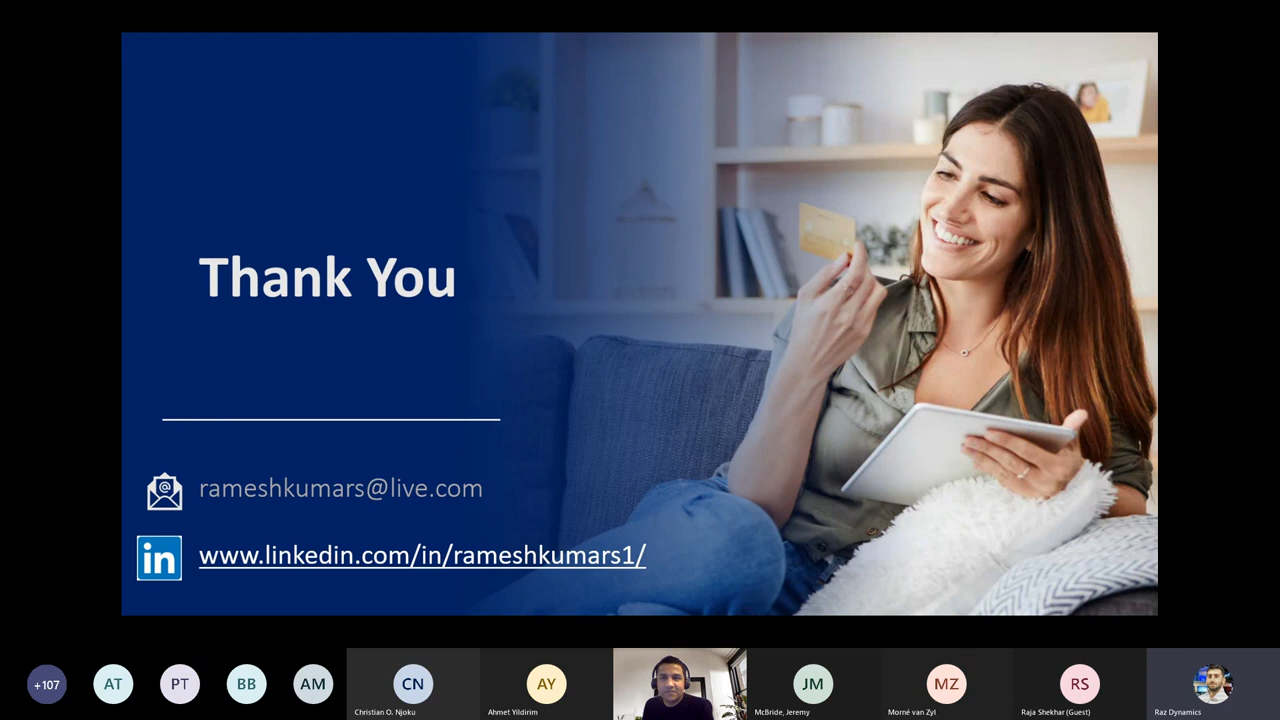 Thank You
@
rameshkumars@live.com
in
www.linkedin.com/in/rameshkumars1/
+107
AT
PT
BB
AM
CN
AY
JM
MZ
RS
Christian O. Njoku
Ahmet Yildirim
McBride, Jeremy
Morné van Zyl
Raja Shekhar (Guest)
Raz Dynamics